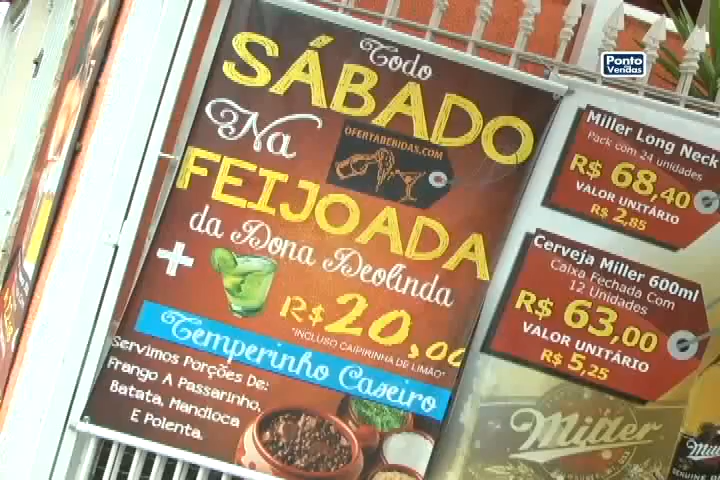 Todo
SÁBADO
Na
OFERTABEBIDAS.COM
FEIJOADA
da Dona Deolinda
+
R$ 20,00
"INCLUSO CAIPIRINHA DE LIMÃO"
Temperinho Caseiro
Servimos Porções De:
Frango A Passarinho,
Batata, Mandioca
E Polenta.
Ponto
Vendas
Miller Long Neck
Pack com 24 unidades
R$ 68,40
VALOR UNITÁRIO
R$ 2,85
Cerveja Miller 600ml
Caixa Fechada Com
12 Unidades
R$ 63,00
VALOR UNITÁRIO
R$ 5,25
Miller